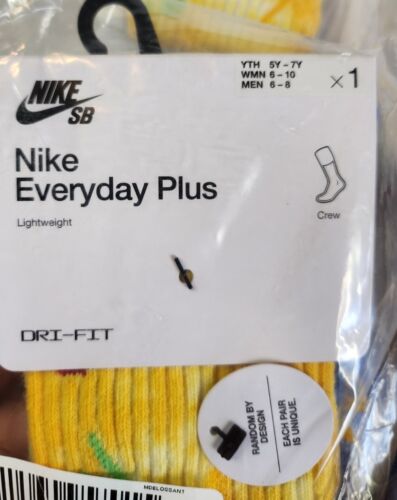 NIKE
SB
YTH 5Y - 7Y
WMN 6 - 10
MEN 6 - 8
×1
Nike
Everyday Plus
Lightweight
Crew
DRI-FIT
RANDOM BY
DESIGN
EACH PAIR
IS UNIQUE.